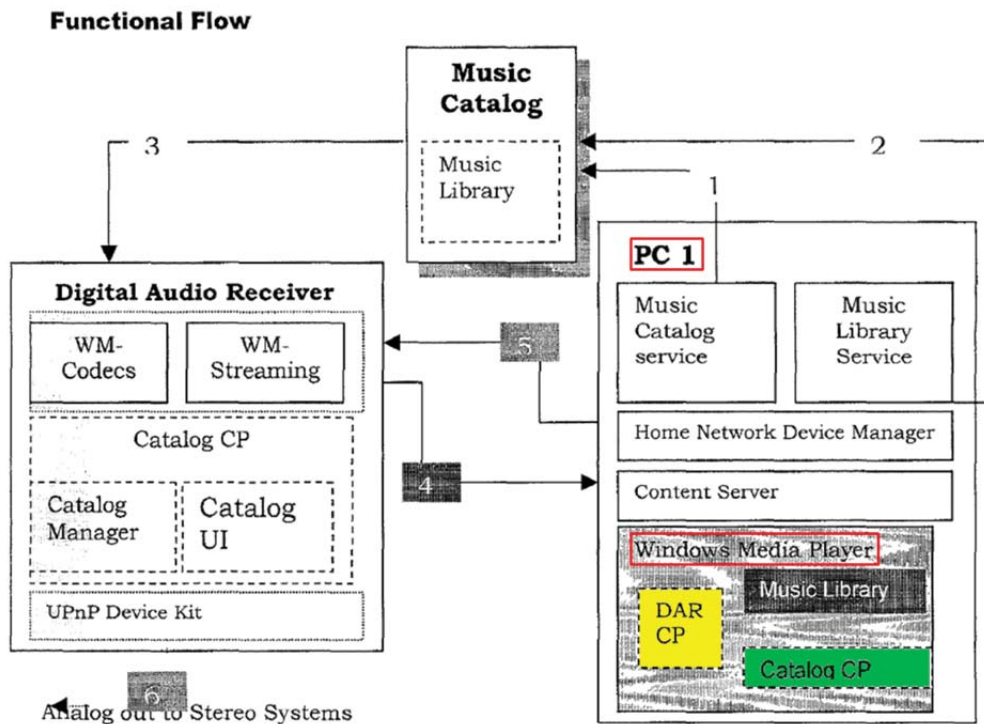 Functional Flow
Music
Catalog
Music
Library
3
2
1
PC 1
Music
Catalog
service
Music
Library
Service
Digital Audio Receiver
WM-
Codecs
WM-
Streaming
5
Home Network Device Manager
Catalog CP
4
Content Server
Catalog
Manager
Catalog
UI
Windows Media Player
Music Library
DAR
CP
UPnP Device Kit
Catalog CP
6
Analog out to Stereo Systems